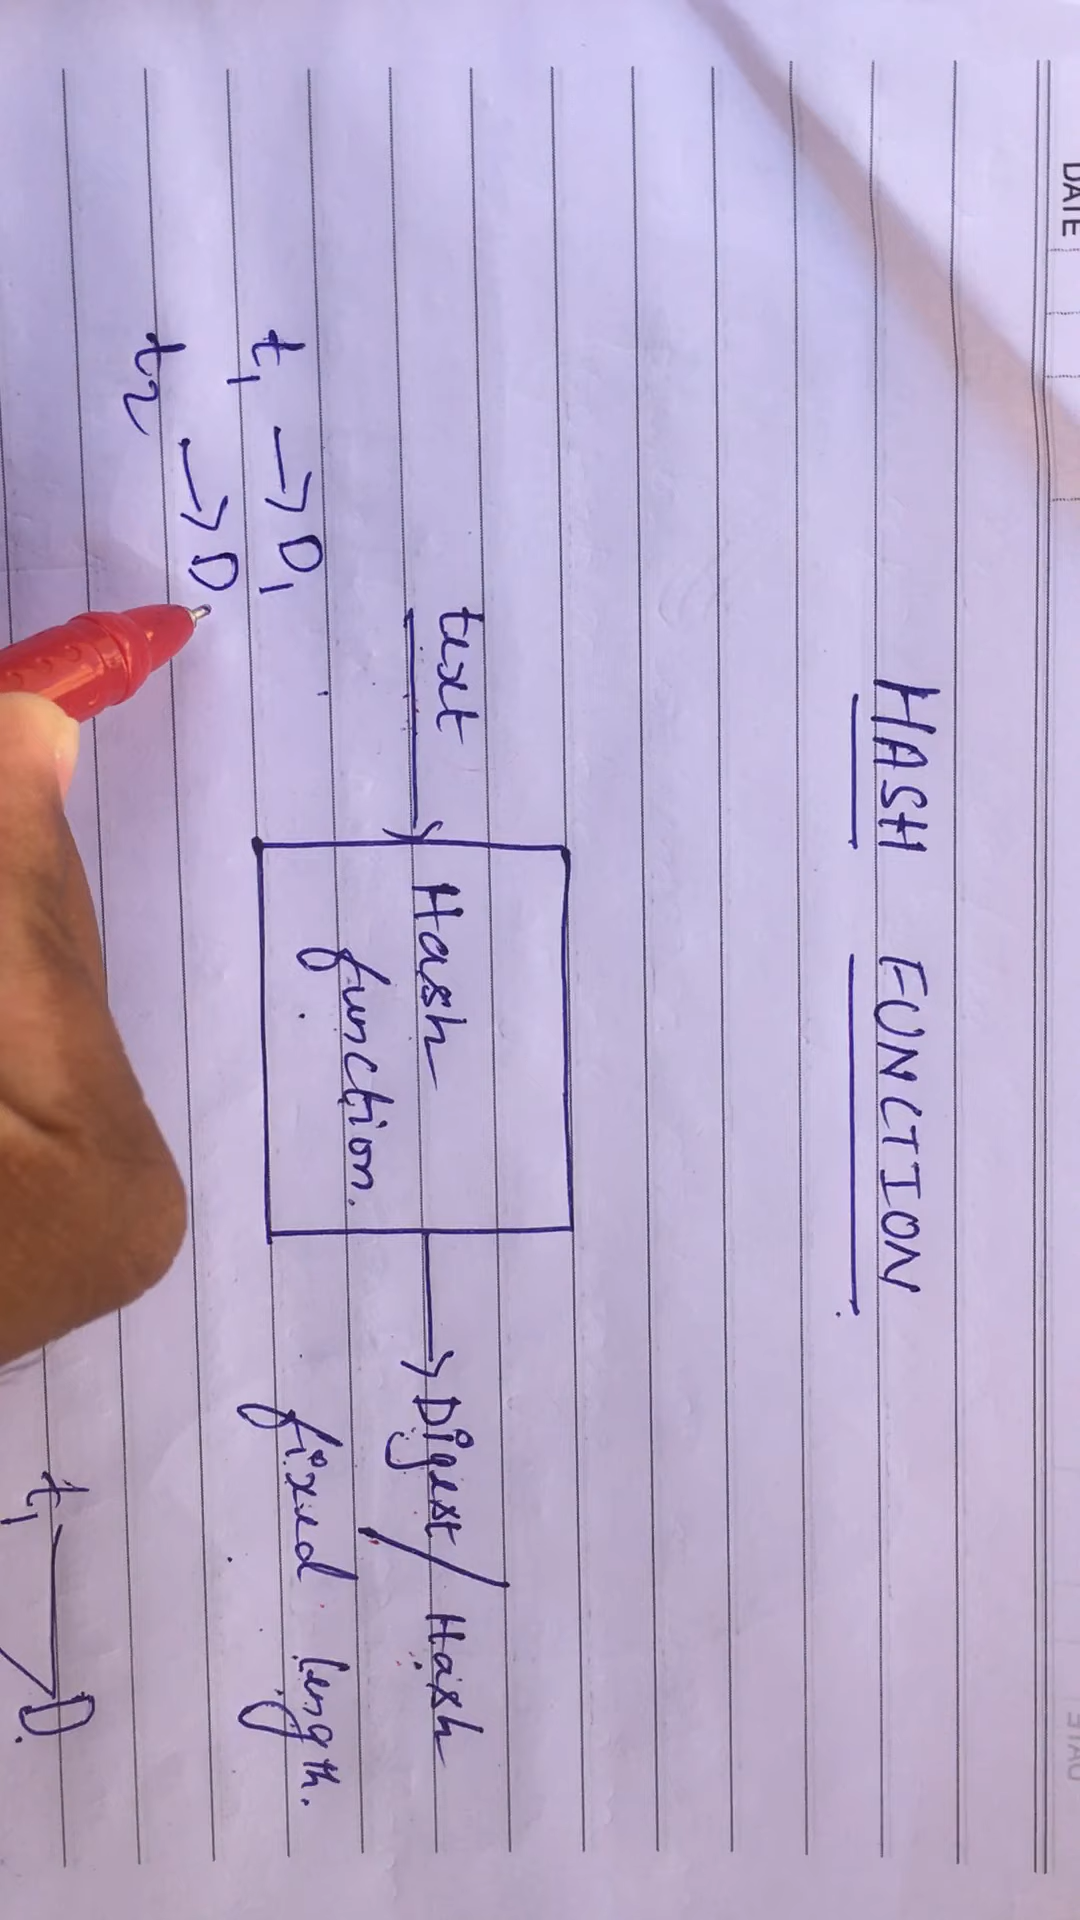 DATE
HASH FUNCTION
text
Hash
function.
Digest/Hash
fixed length.
t1 → D1
t2 → D
t1
D.